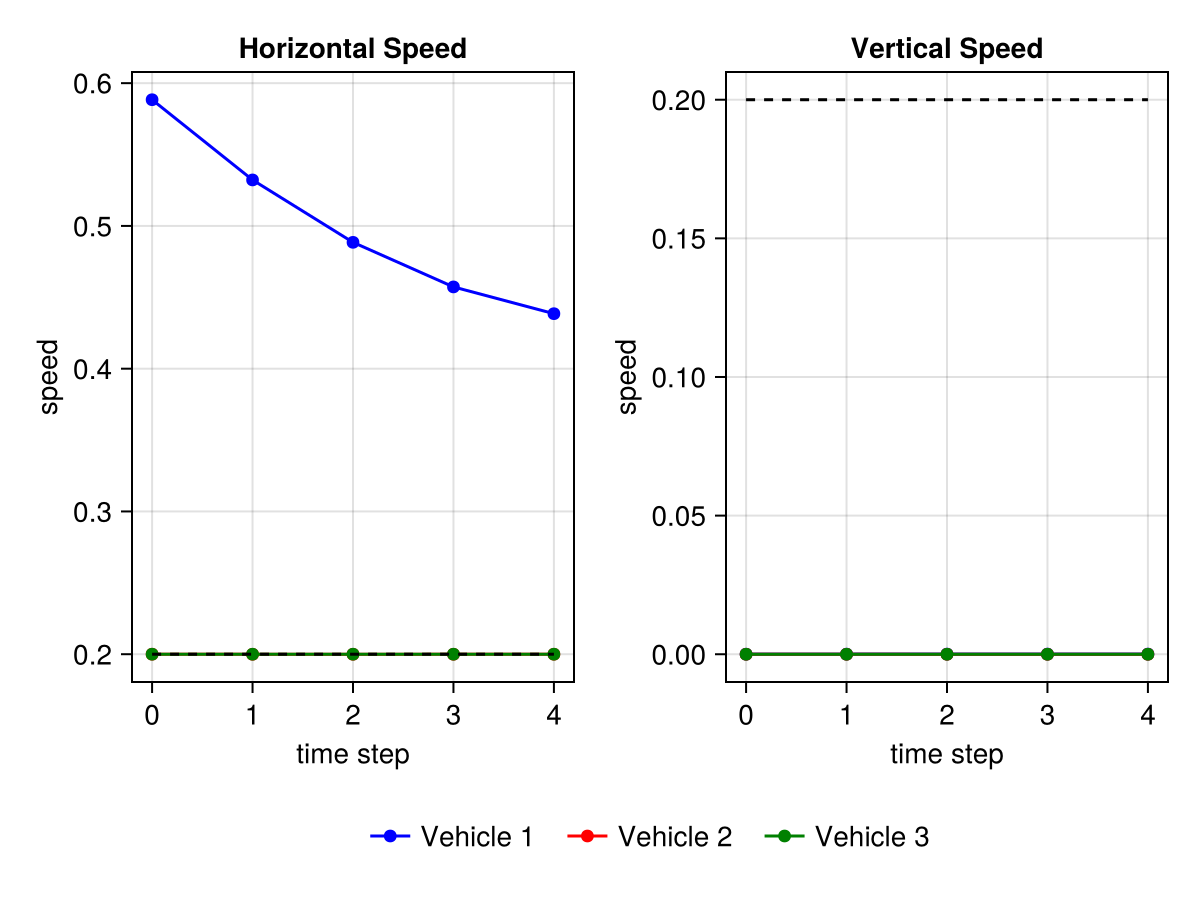 Horizontal Speed
Vertical Speed
0.6
0.5
0.4
0.3
0.2
speed
0
1
2
3
4
time step
0.20
0.15
0.10
0.05
0.00
speed
0
1
2
3
4
time step
Vehicle 1
Vehicle 2
Vehicle 3